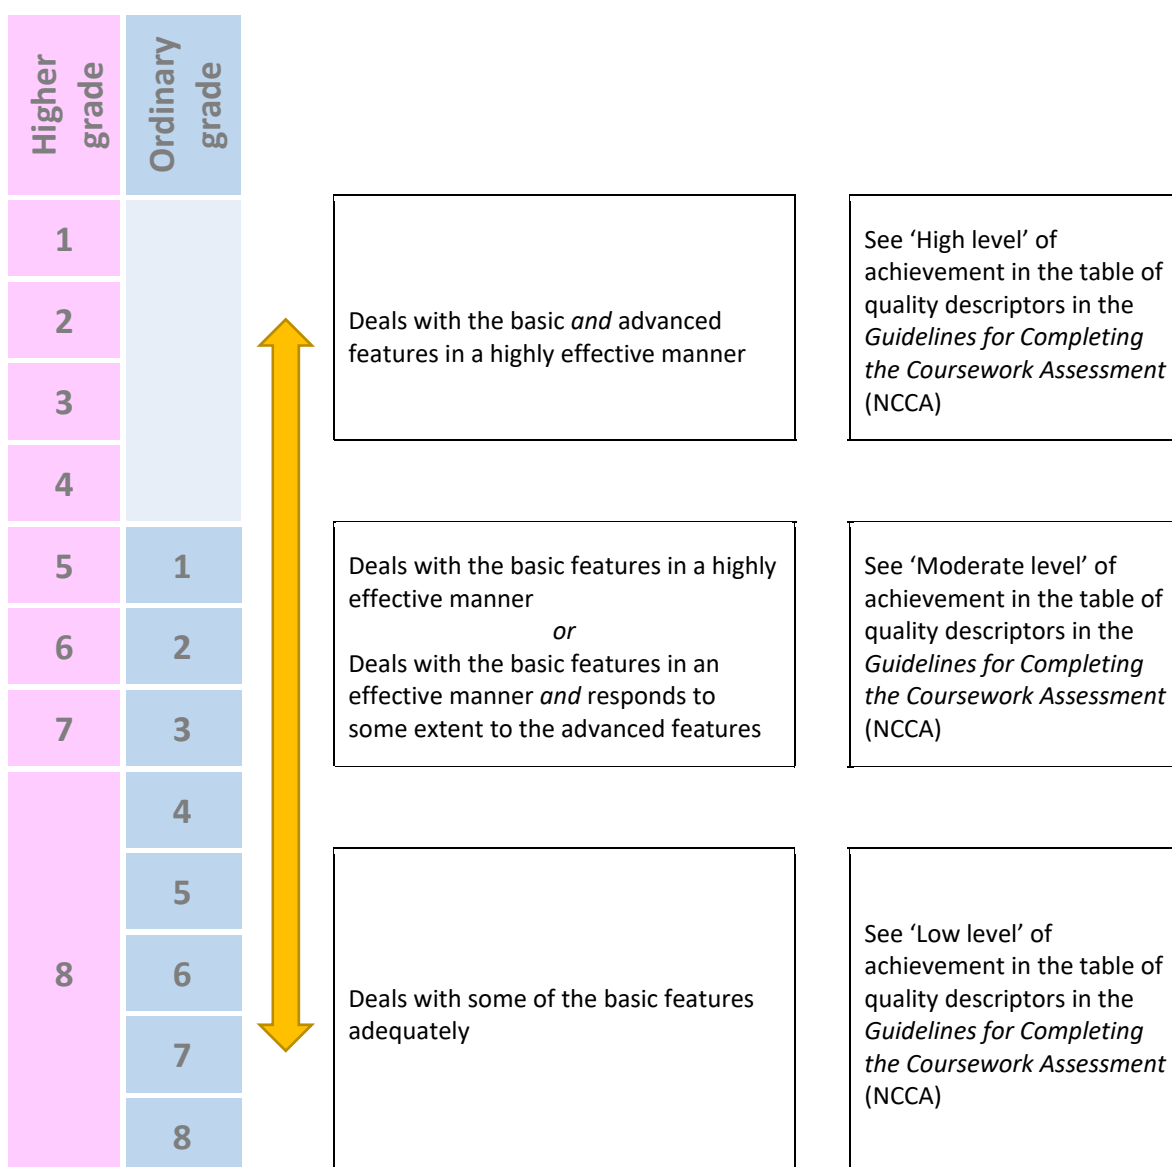 Higher
grade
Ordinary
grade
1
2
3
4
5
6
7
8
1
2
3
4
5
6
7
8
Deals with the basic and advanced
features in a highly effective manner
See ‘High level’ of
achievement in the table of
quality descriptors in the
Guidelines for Completing
the Coursework Assessment
(NCCA)
Deals with the basic features in a highly
effective manner
or
Deals with the basic features in an
effective manner and responds to
some extent to the advanced features
See ‘Moderate level’ of
achievement in the table of
quality descriptors in the
Guidelines for Completing
the Coursework Assessment
(NCCA)
Deals with some of the basic features
adequately
See ‘Low level’ of
achievement in the table of
quality descriptors in the
Guidelines for Completing
the Coursework Assessment
(NCCA)